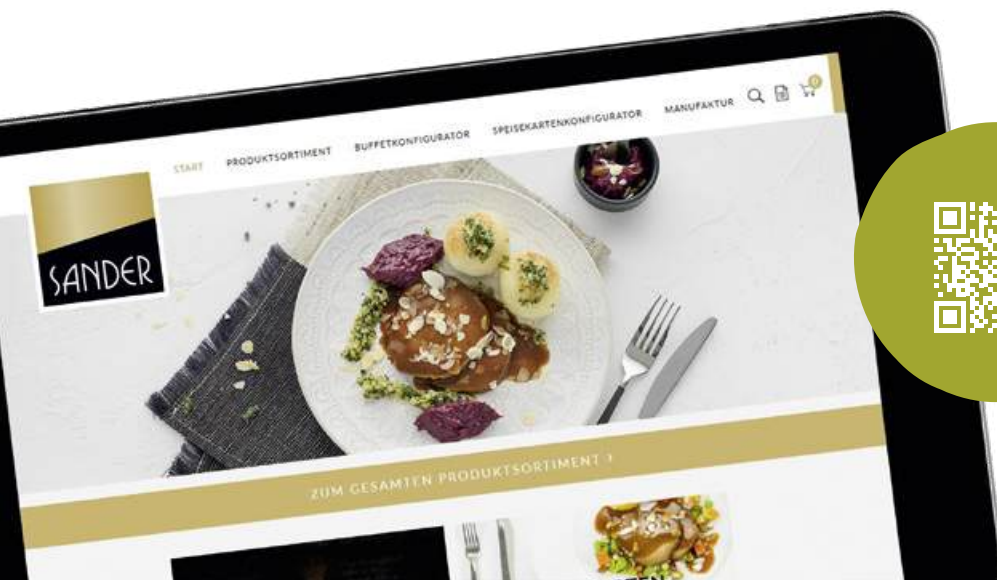 START PRODUKTSORTIMENT BUFFETKONFIGURATOR SPEISEKARTENKONFIGURATOR MANUFAKTUR
0
SANDER
ZUM GESAMTEN PRODUKTSORTIMENT ›